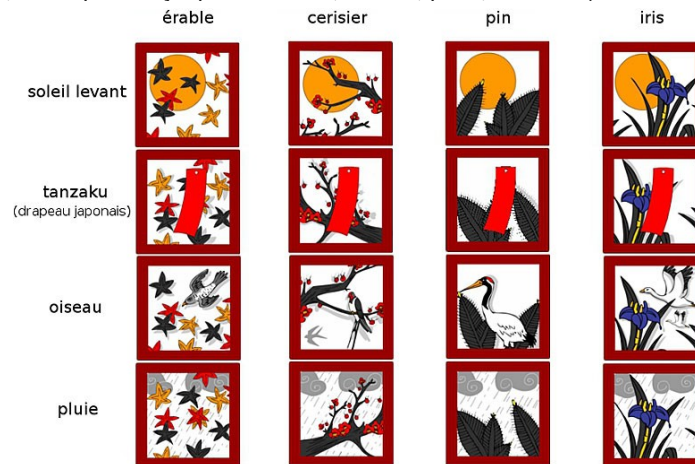 érable cerisier pin iris
soleil levant
tanzaku
(drapeau japonais)
oiseau
pluie